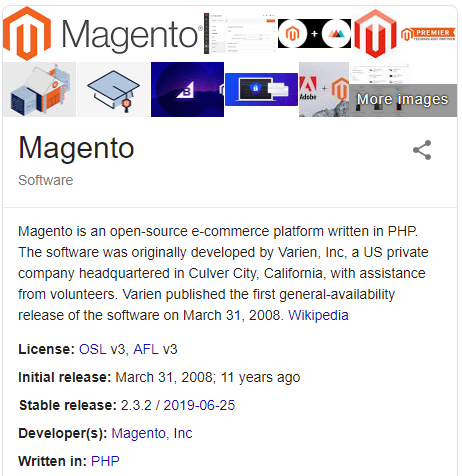 Magento®
PREMIER
TECHNOLOGY PARTNER
Adobe
More images
Magento
Software
Magento is an open-source e-commerce platform written in PHP.
The software was originally developed by Varien, Inc, a US private
company headquartered in Culver City, California, with assistance
from volunteers. Varien published the first general-availability
release of the software on March 31, 2008. Wikipedia
License: OSL v3, AFL v3
Initial release: March 31, 2008; 11 years ago
Stable release: 2.3.2 / 2019-06-25
Developer(s): Magento, Inc
Written in: PHP